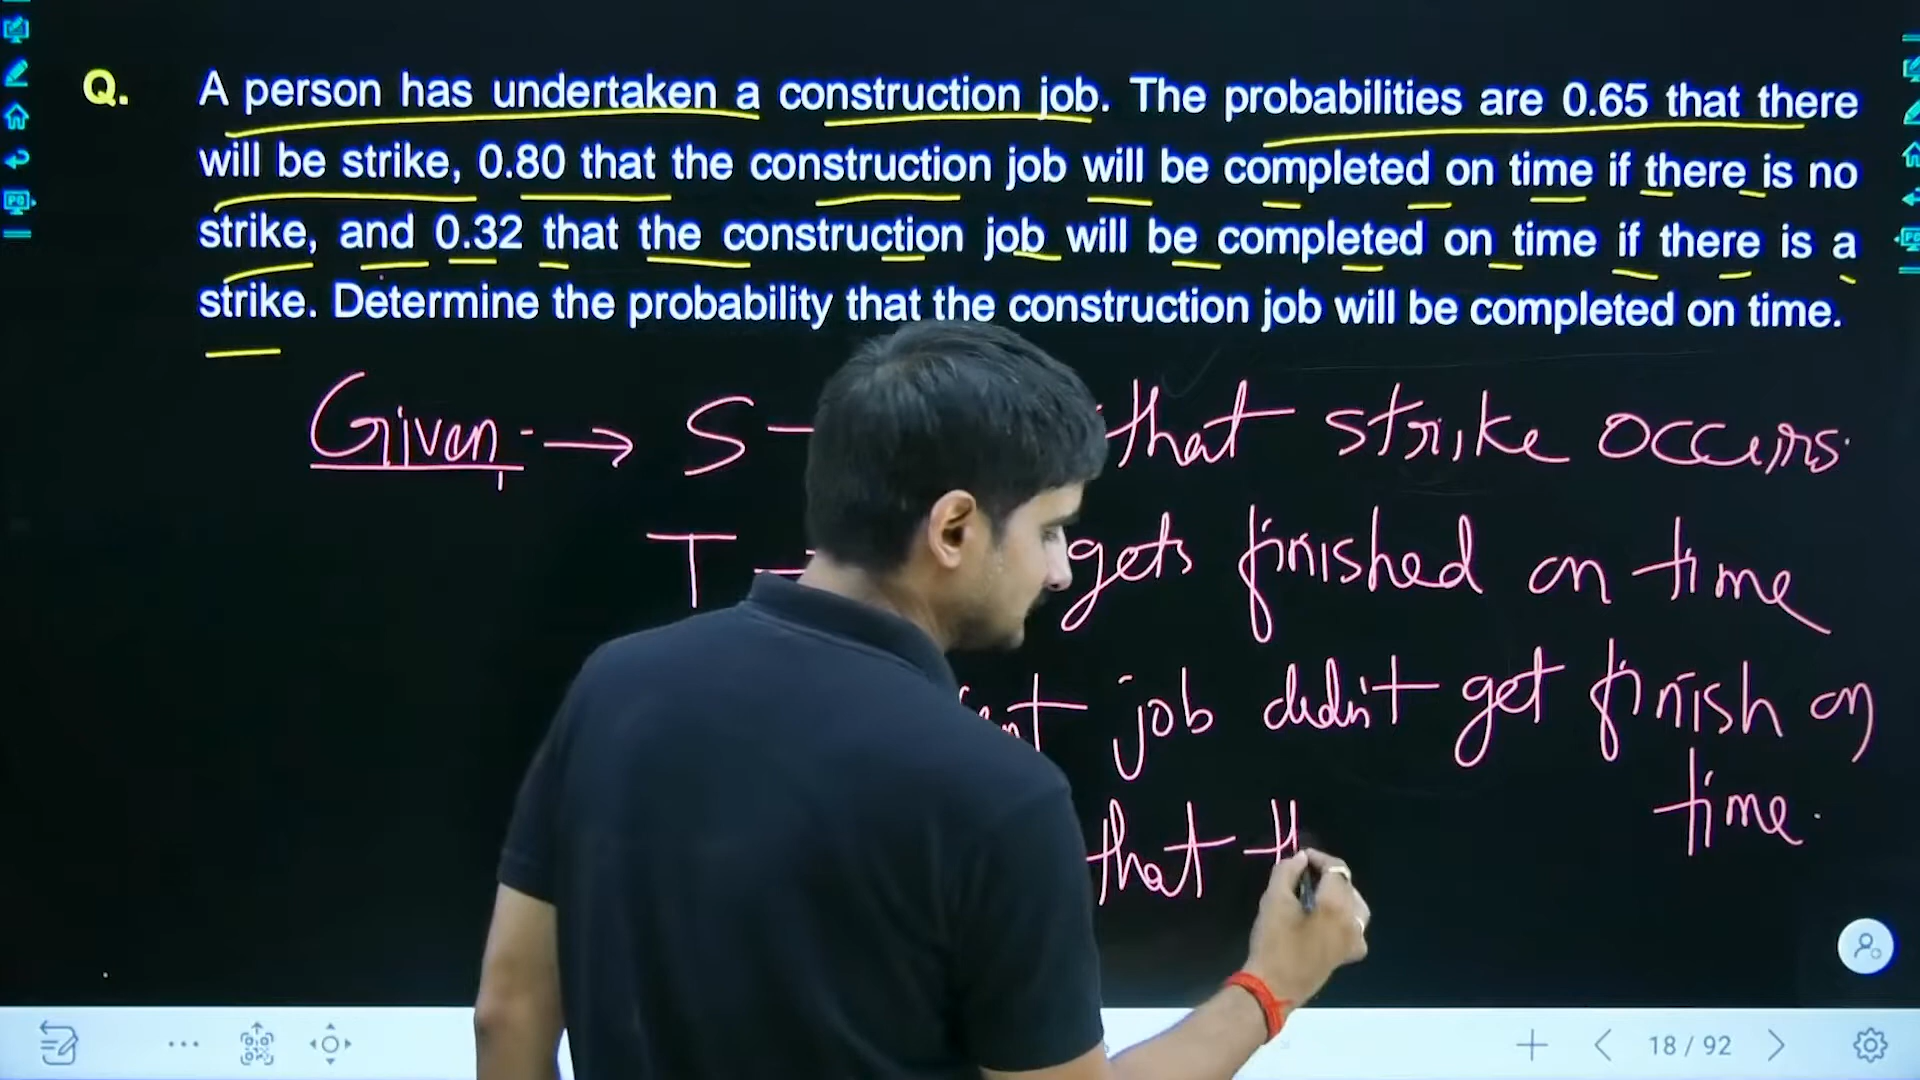 Q. A person has undertaken a construction job. The probabilities are 0.65 that there
will be strike, 0.80 that the construction job will be completed on time if there is no
strike, and 0.32 that the construction job will be completed on time if there is a
strike. Determine the probability that the construction job will be completed on time.
Given → S — that strike occurs.
T — gets finished on time
job didn't get finish on
time.
that
18 / 92